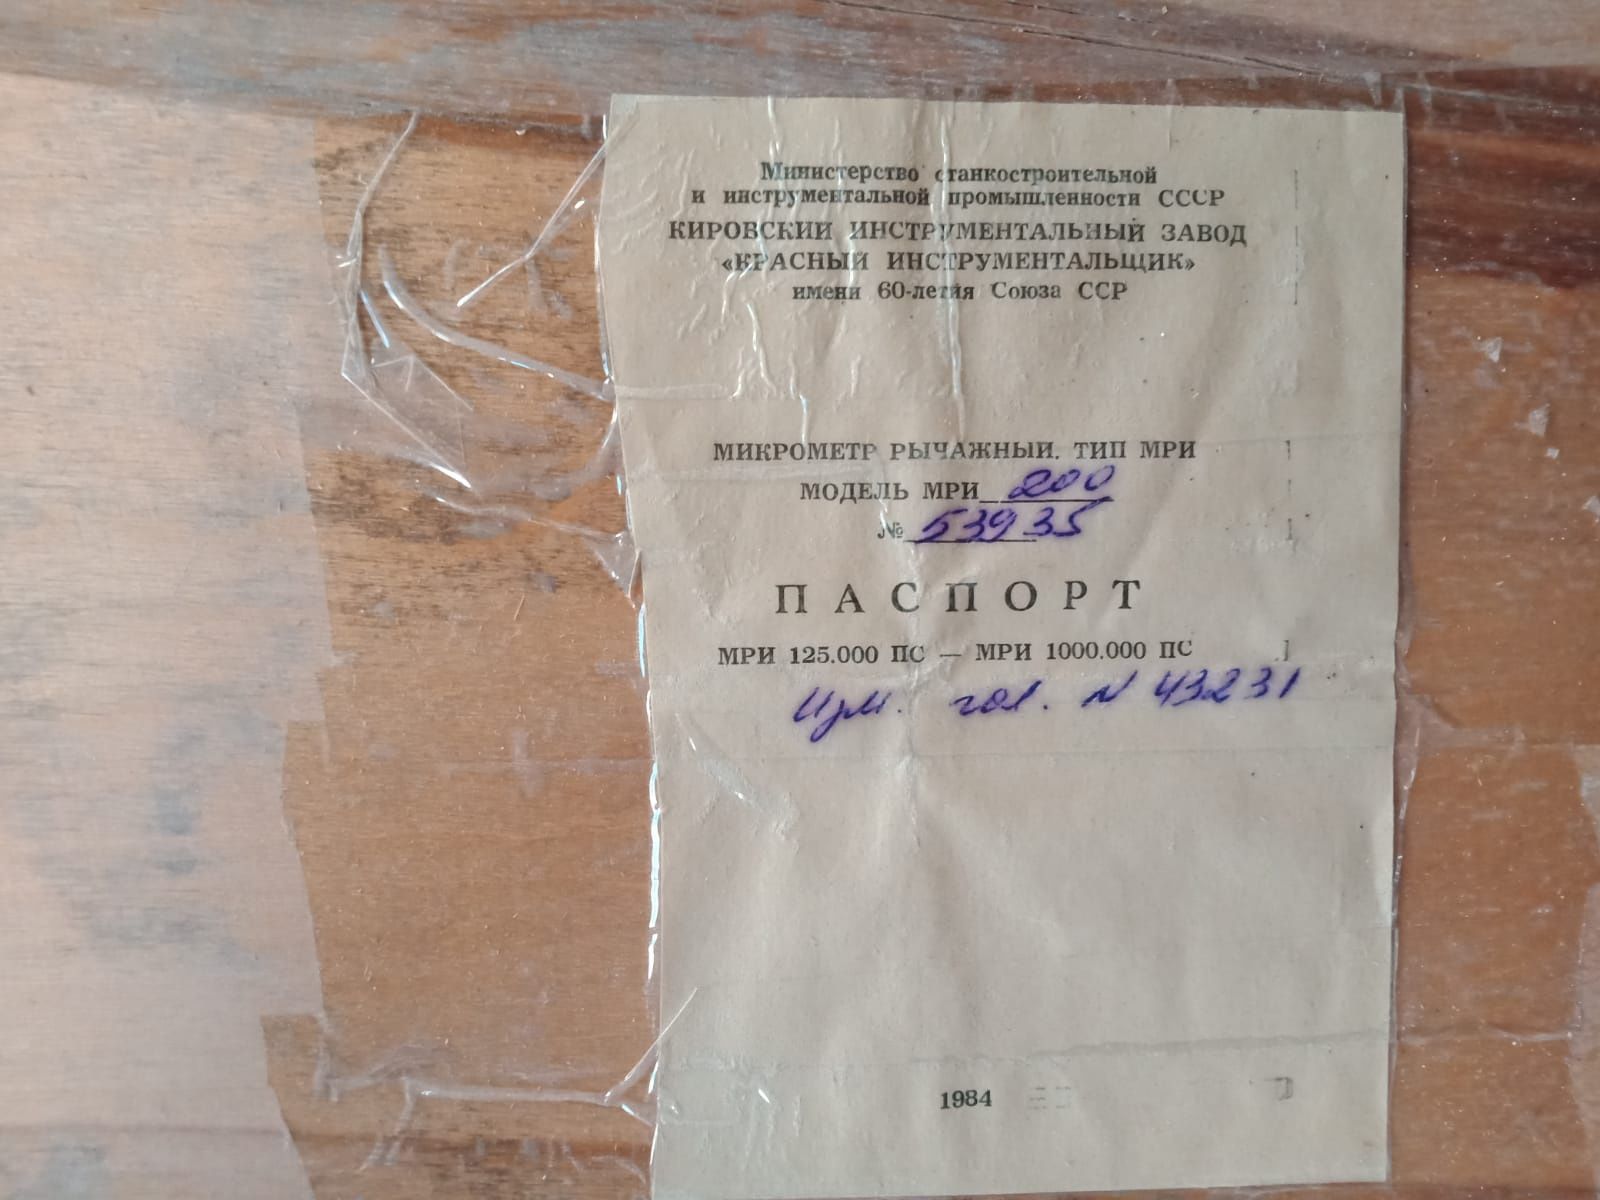 Министерство станкостроительной
и инструментальной промышленности СССР
КИРОВСКИЙ ИНСТРУМЕНТАЛЬНЫЙ ЗАВОД
«КРАСНЫЙ ИНСТРУМЕНТАЛЬЩИК»
имени 60-летия Союза ССР
МИКРОМЕТР РЫЧАЖНЫЙ. ТИП МРИ
МОДЕЛЬ МРИ 200
№ 53935
ПАСПОРТ
МРИ 125.000 ПС — МРИ 1000.000 ПС
Изм. гол. N 43231
1984